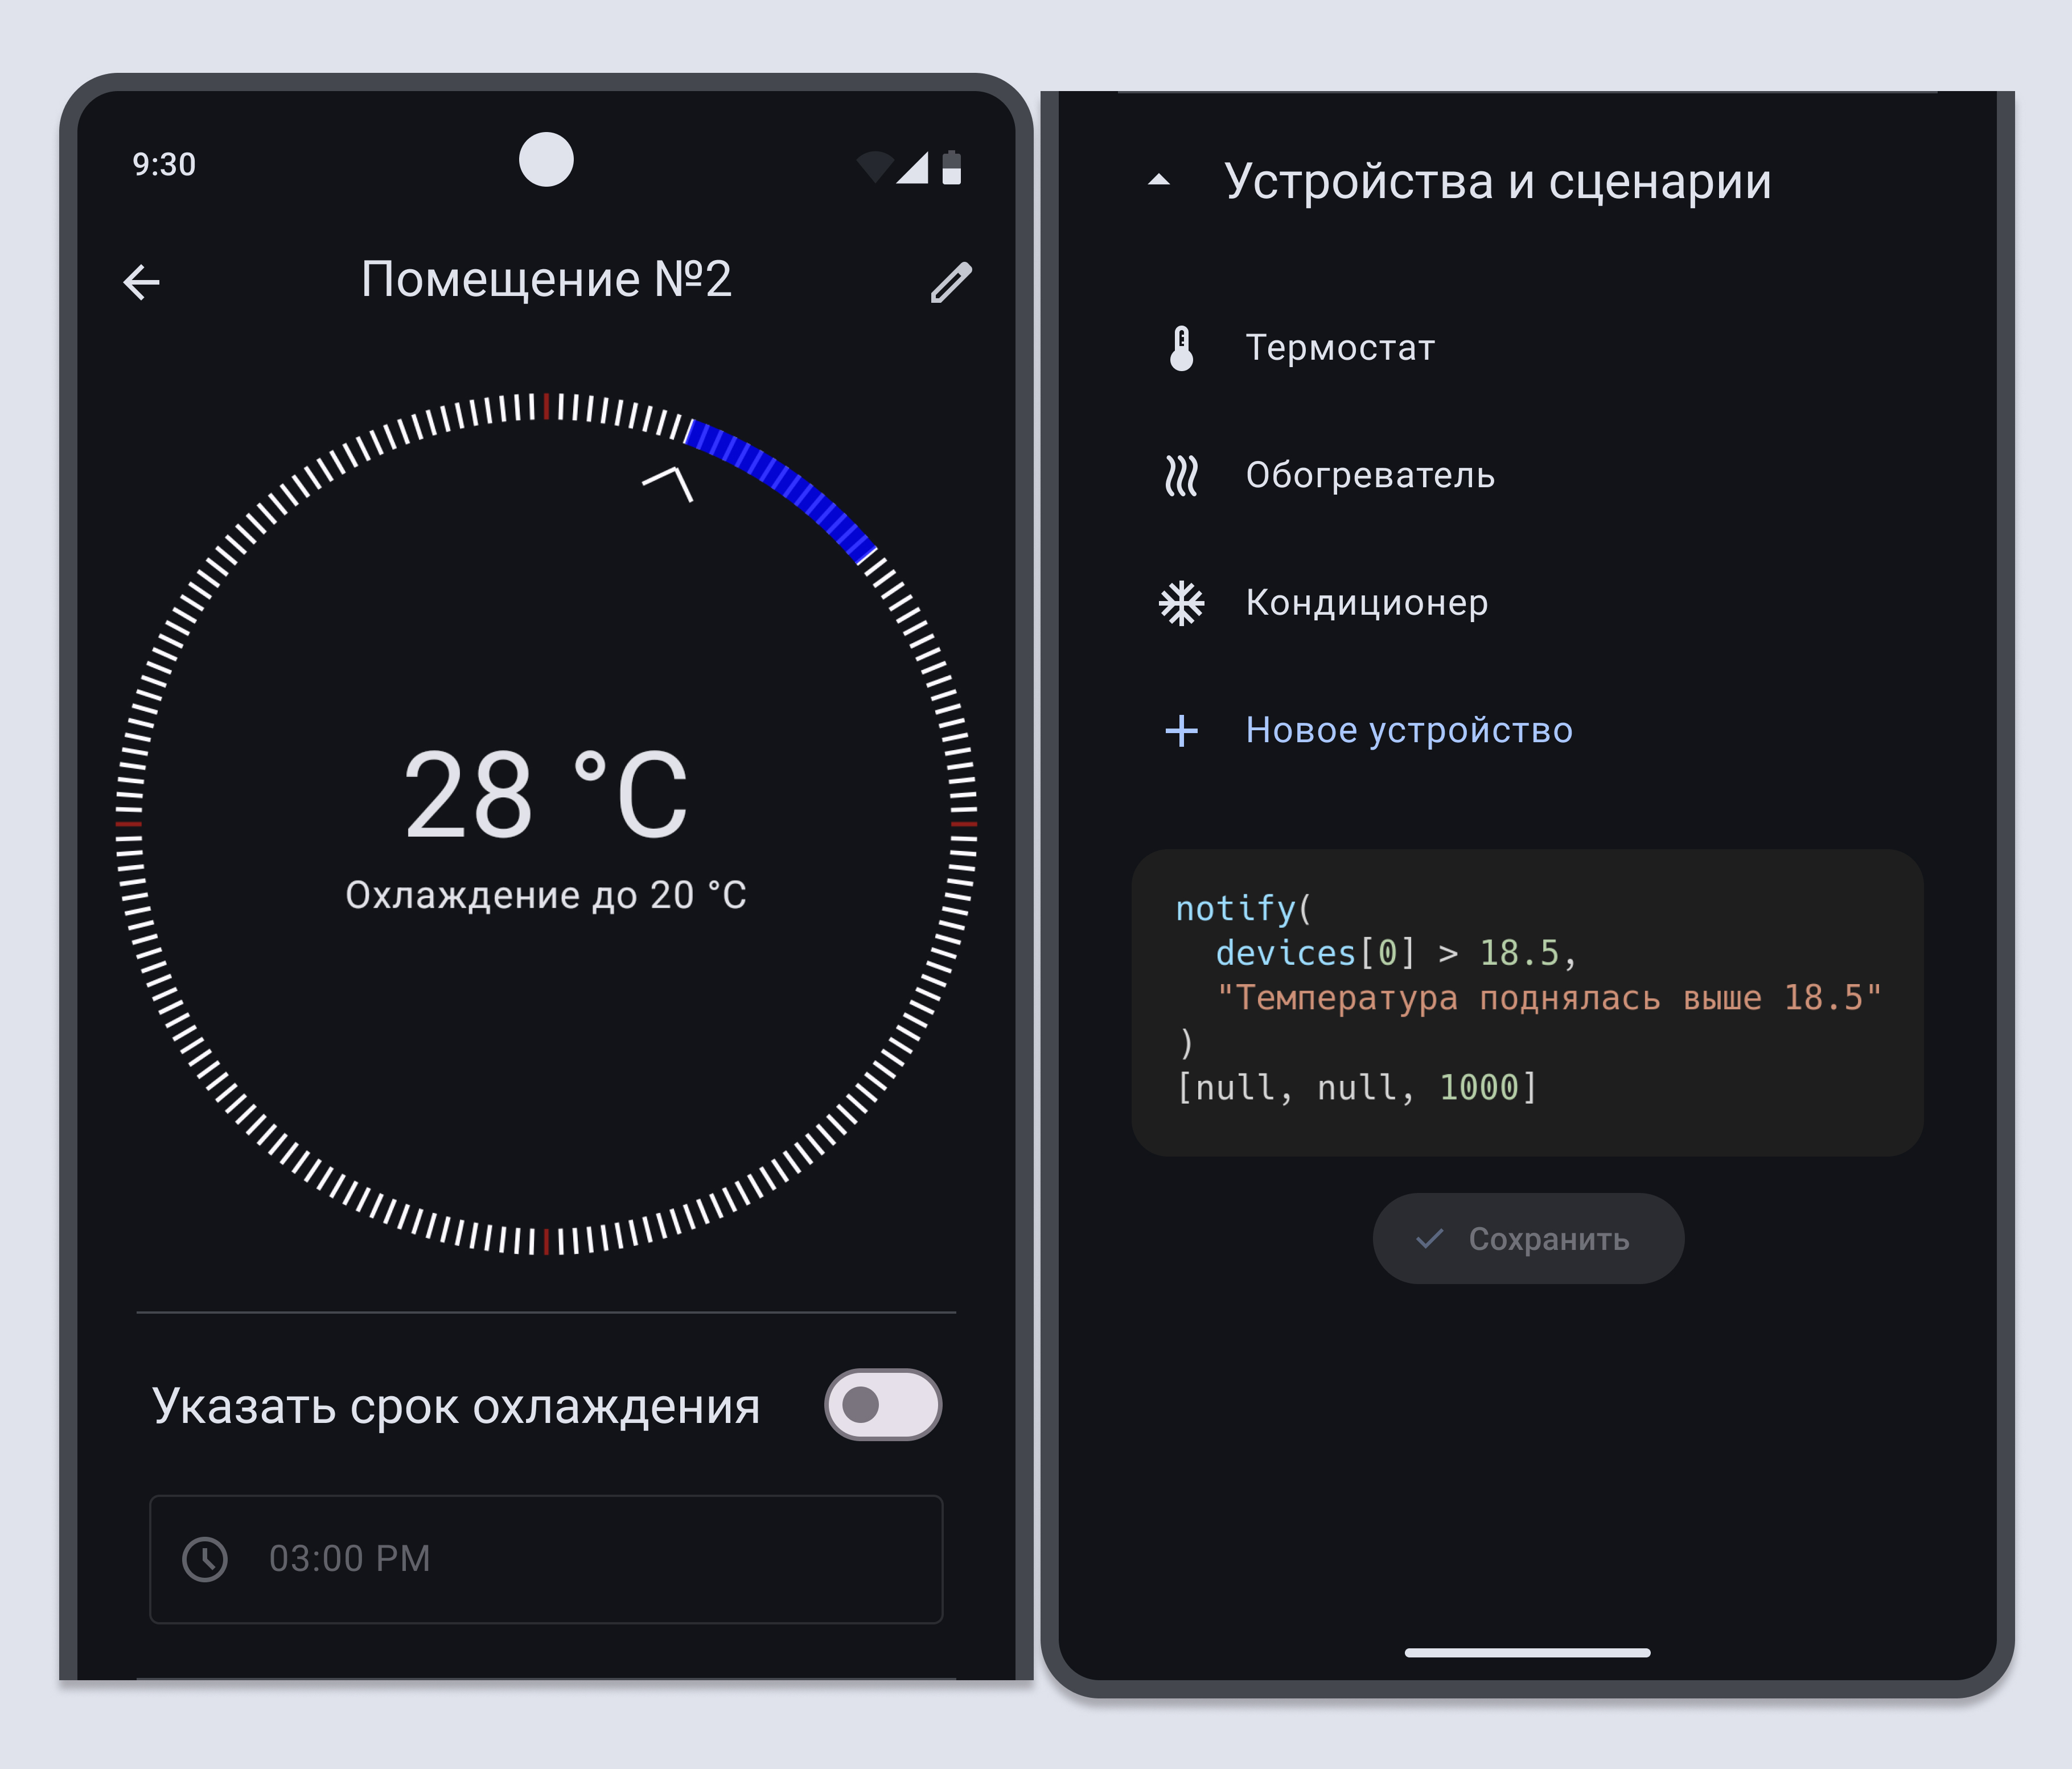 9:30
Помещение №2
28 °C
Охлаждение до 20 °C
Указать срок охлаждения
03:00 PM
Устройства и сценарии
Термостат
Обогреватель
Кондиционер
Новое устройство
notify(
  devices[0] > 18.5,
  "Температура поднялась выше 18.5"
)
[null, null, 1000]
Сохранить